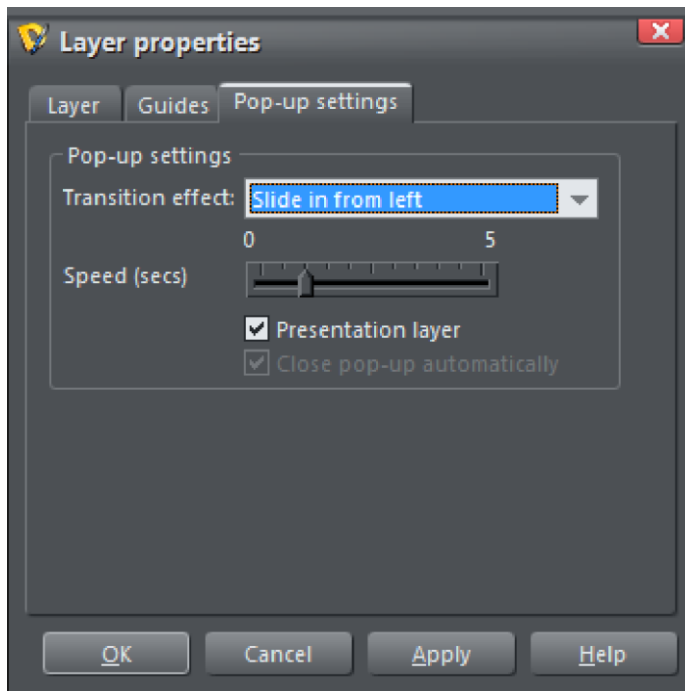 Layer properties
Layer Guides Pop-up settings
Pop-up settings
Transition effect: Slide in from left
0 5
Speed (secs)
Presentation layer
Close pop-up automatically
OK Cancel Apply Help